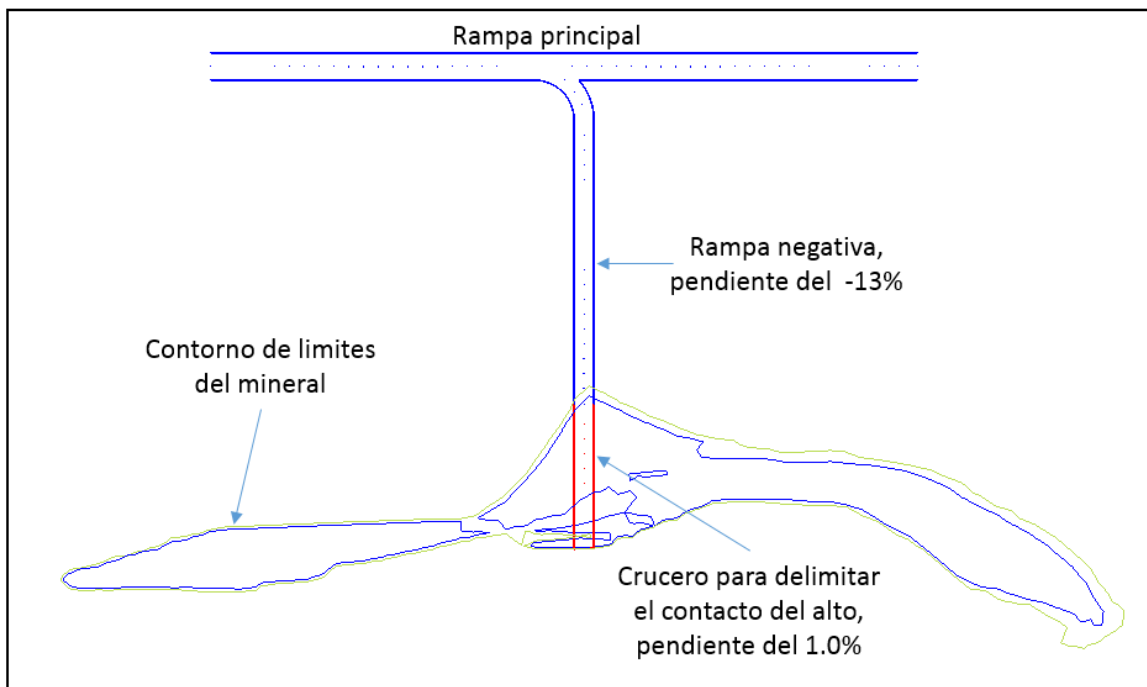 Rampa principal
Rampa negativa,
pendiente del -13%
Contorno de limites
del mineral
Crucero para delimitar
el contacto del alto,
pendiente del 1.0%